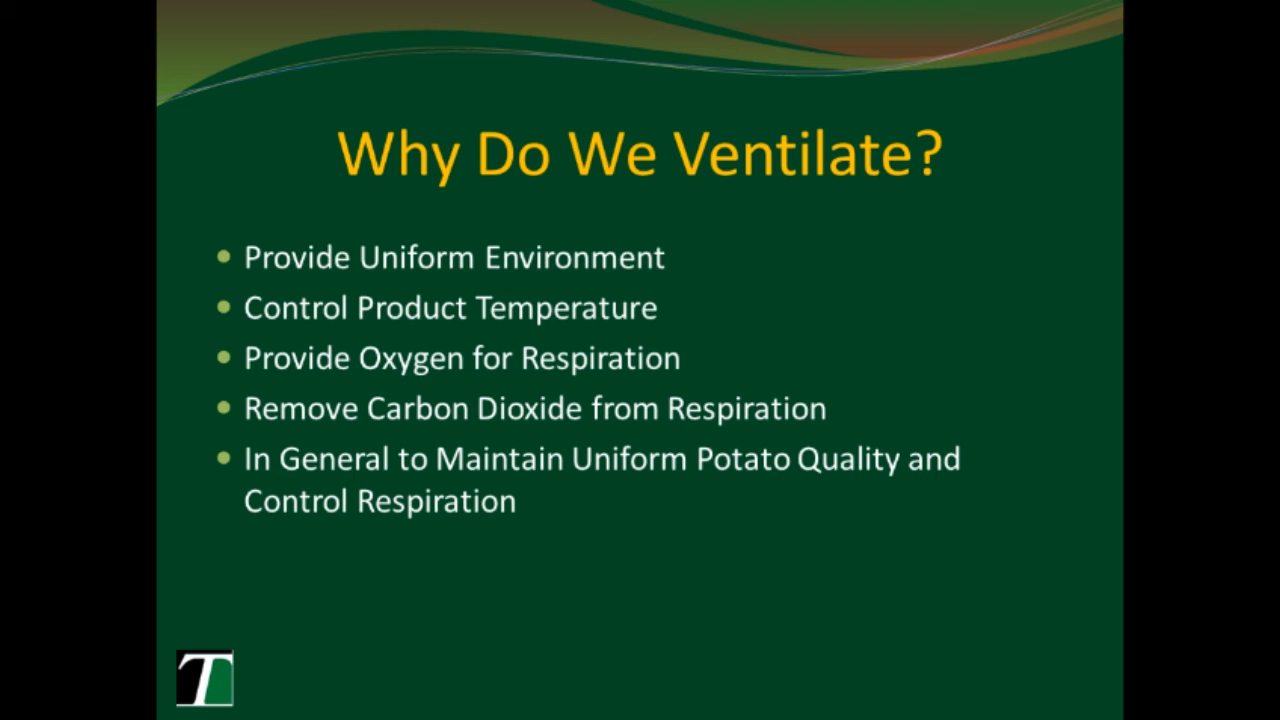 Why Do We Ventilate?
Provide Uniform Environment
Control Product Temperature
Provide Oxygen for Respiration
Remove Carbon Dioxide from Respiration
In General to Maintain Uniform Potato Quality and
Control Respiration
T